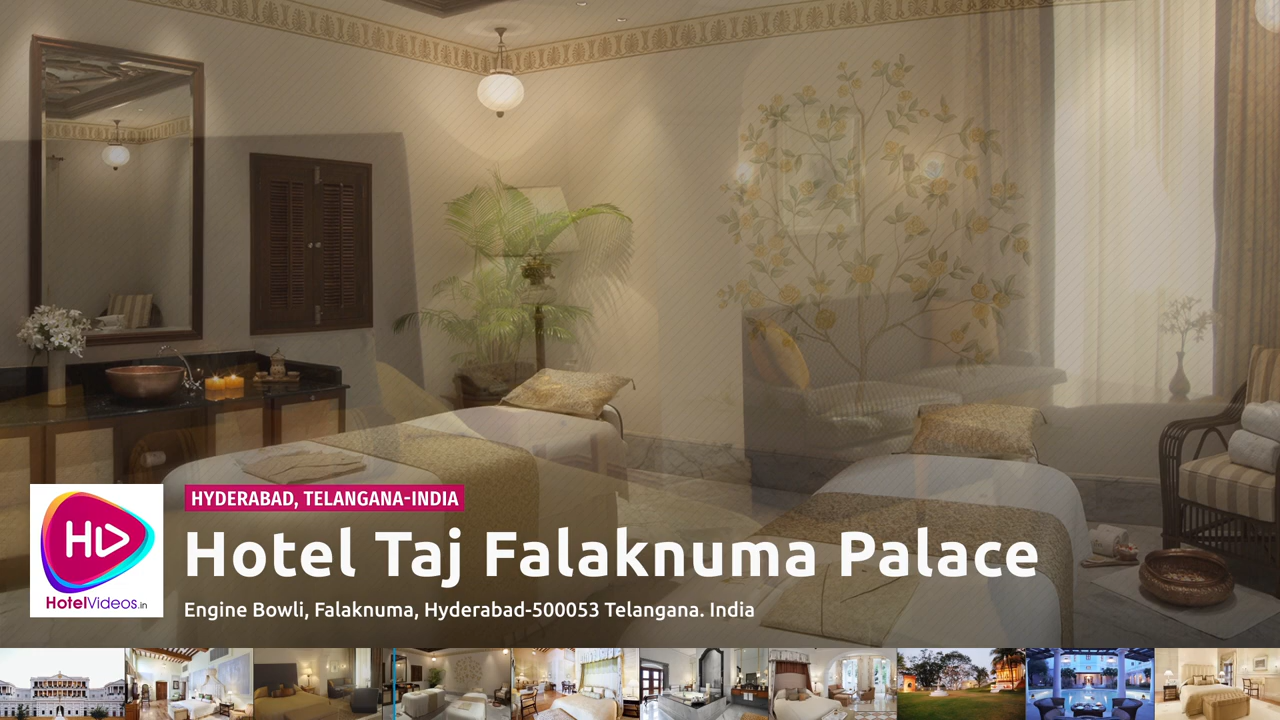 HYDERABAD, TELANGANA-INDIA
Hotel Taj Falaknuma Palace
HD
HotelVideos.in
Engine Bowli, Falaknuma, Hyderabad-500053 Telangana. India